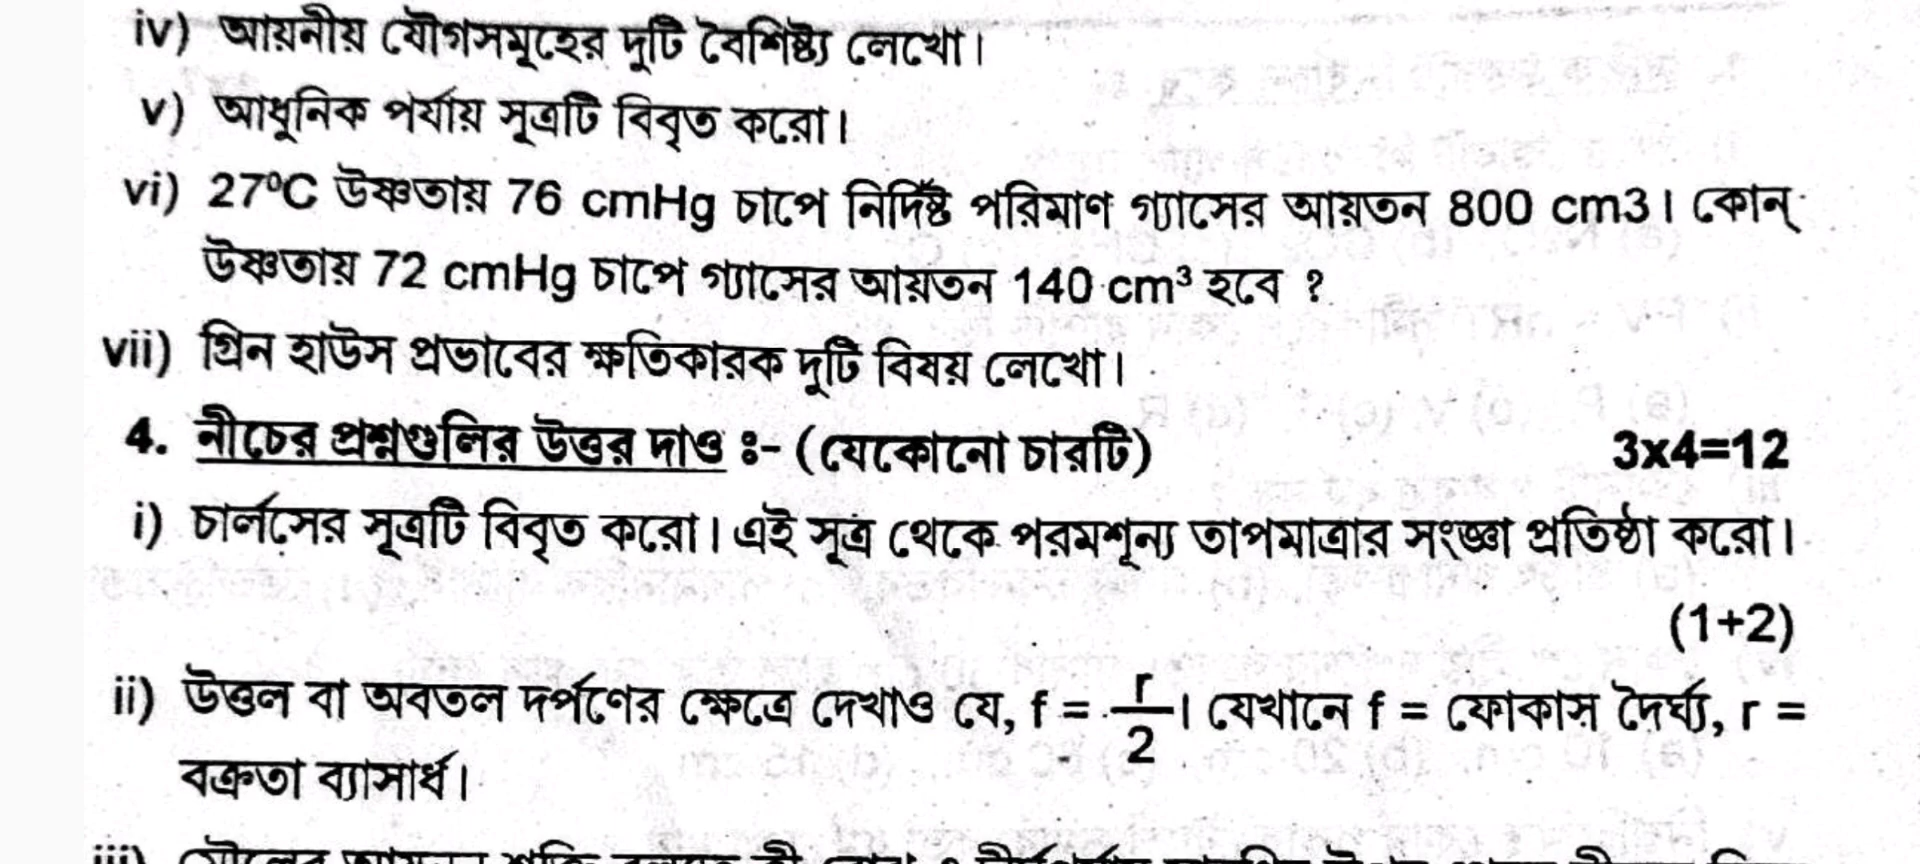 iv) আয়নীয় যৌগসমূহের দুটি বৈশিষ্ট্য লেখো।
v) আধুনিক পর্যায় সূত্রটি বিবৃত করো।
vi) 27⁰C উষ্ণতায় 76 cmHg চাপে নির্দিষ্ট পরিমাণ গ্যাসের আয়তন 800 cm3। কোন্
উষ্ণতায় 72 cmHg চাপে গ্যাসের আয়তন 140 cm³ হবে ?
vii) গ্রিন হাউস প্রভাবের ক্ষতিকারক দুটি বিষয় লেখো।
4. নীচের প্রশ্নগুলির উত্তর দাও ঃ- (যেকোনো চারটি) 3x4=12
i) চার্লসের সূত্রটি বিবৃত করো। এই সূত্র থেকে পরমশূন্য তাপমাত্রার সংজ্ঞা প্রতিষ্ঠা করো।
(1+2)
ii) উত্তল বা অবতল দর্পণের ক্ষেত্রে দেখাও যে, f = r/2। যেখানে f = ফোকাস দৈর্ঘ্য, r =
বক্রতা ব্যাসার্ধ।
iii)